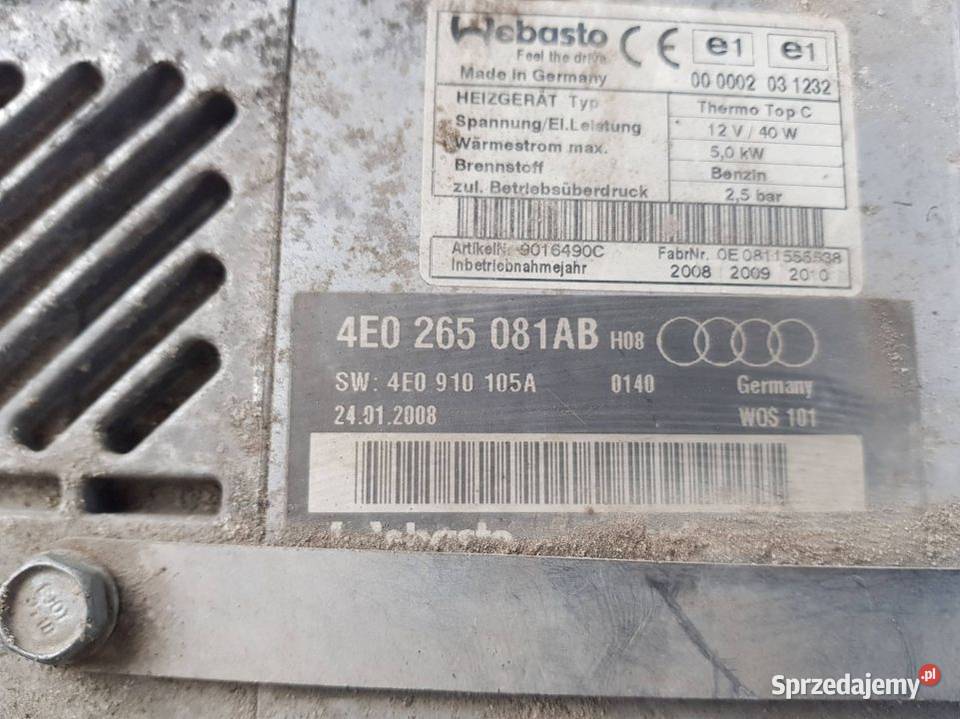 Webasto
Feel the drive
Made in Germany
e1 e1
00 0002 03 1232
HEIZGERÄT Typ Thermo Top C
Spannung/El.Leistung 12 V / 40 W
Wärmestrom max. 5,0 kW
Brennstoff Benzin
zul. Betriebsüberdruck 2,5 bar
ArtikelNr. 9016490C FabrNr.
Inbetriebnahmejahr 2008 2009 2010
4E0 265 081AB H08
SW: 4E0 910 105A 0140 Germany
24.01.2008 WOS 101
Webasto
Sprzedajemy.pl